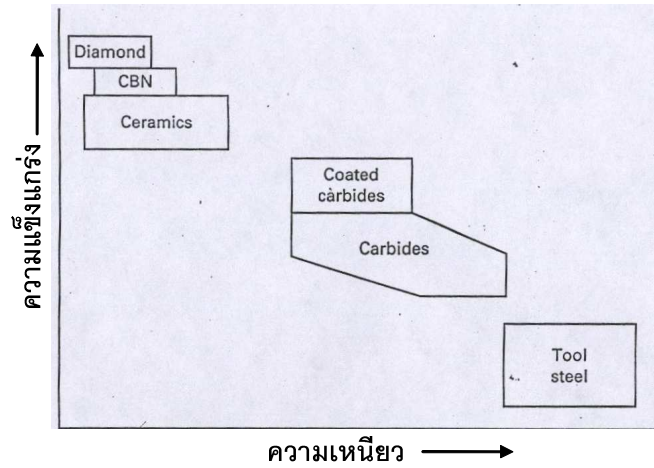 Diamond
CBN
Ceramics
Coated
carbides
Carbides
Tool
steel
ความแข็งแกร่ง
ความเหนียว